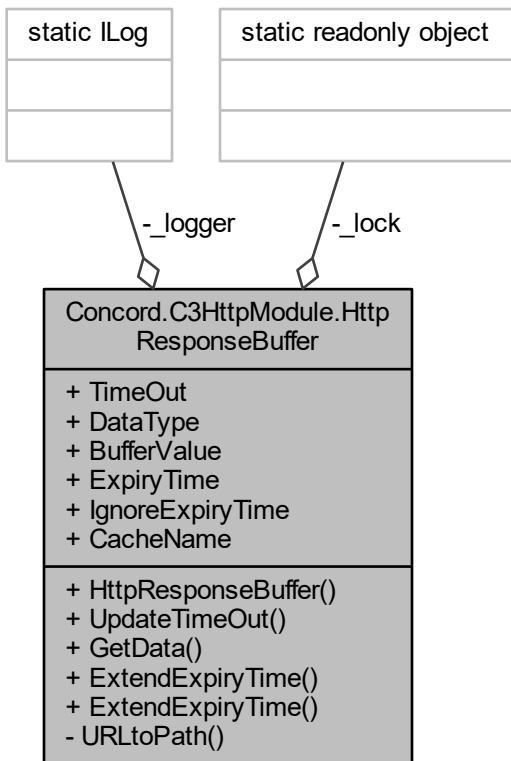 static ILog
static readonly object
-_logger
-_lock
Concord.C3HttpModule.Http
ResponseBuffer
+ TimeOut
+ DataType
+ BufferValue
+ ExpiryTime
+ IgnoreExpiryTime
+ CacheName
+ HttpResponseBuffer()
+ UpdateTimeOut()
+ GetData()
+ ExtendExpiryTime()
+ ExtendExpiryTime()
- URLtoPath()